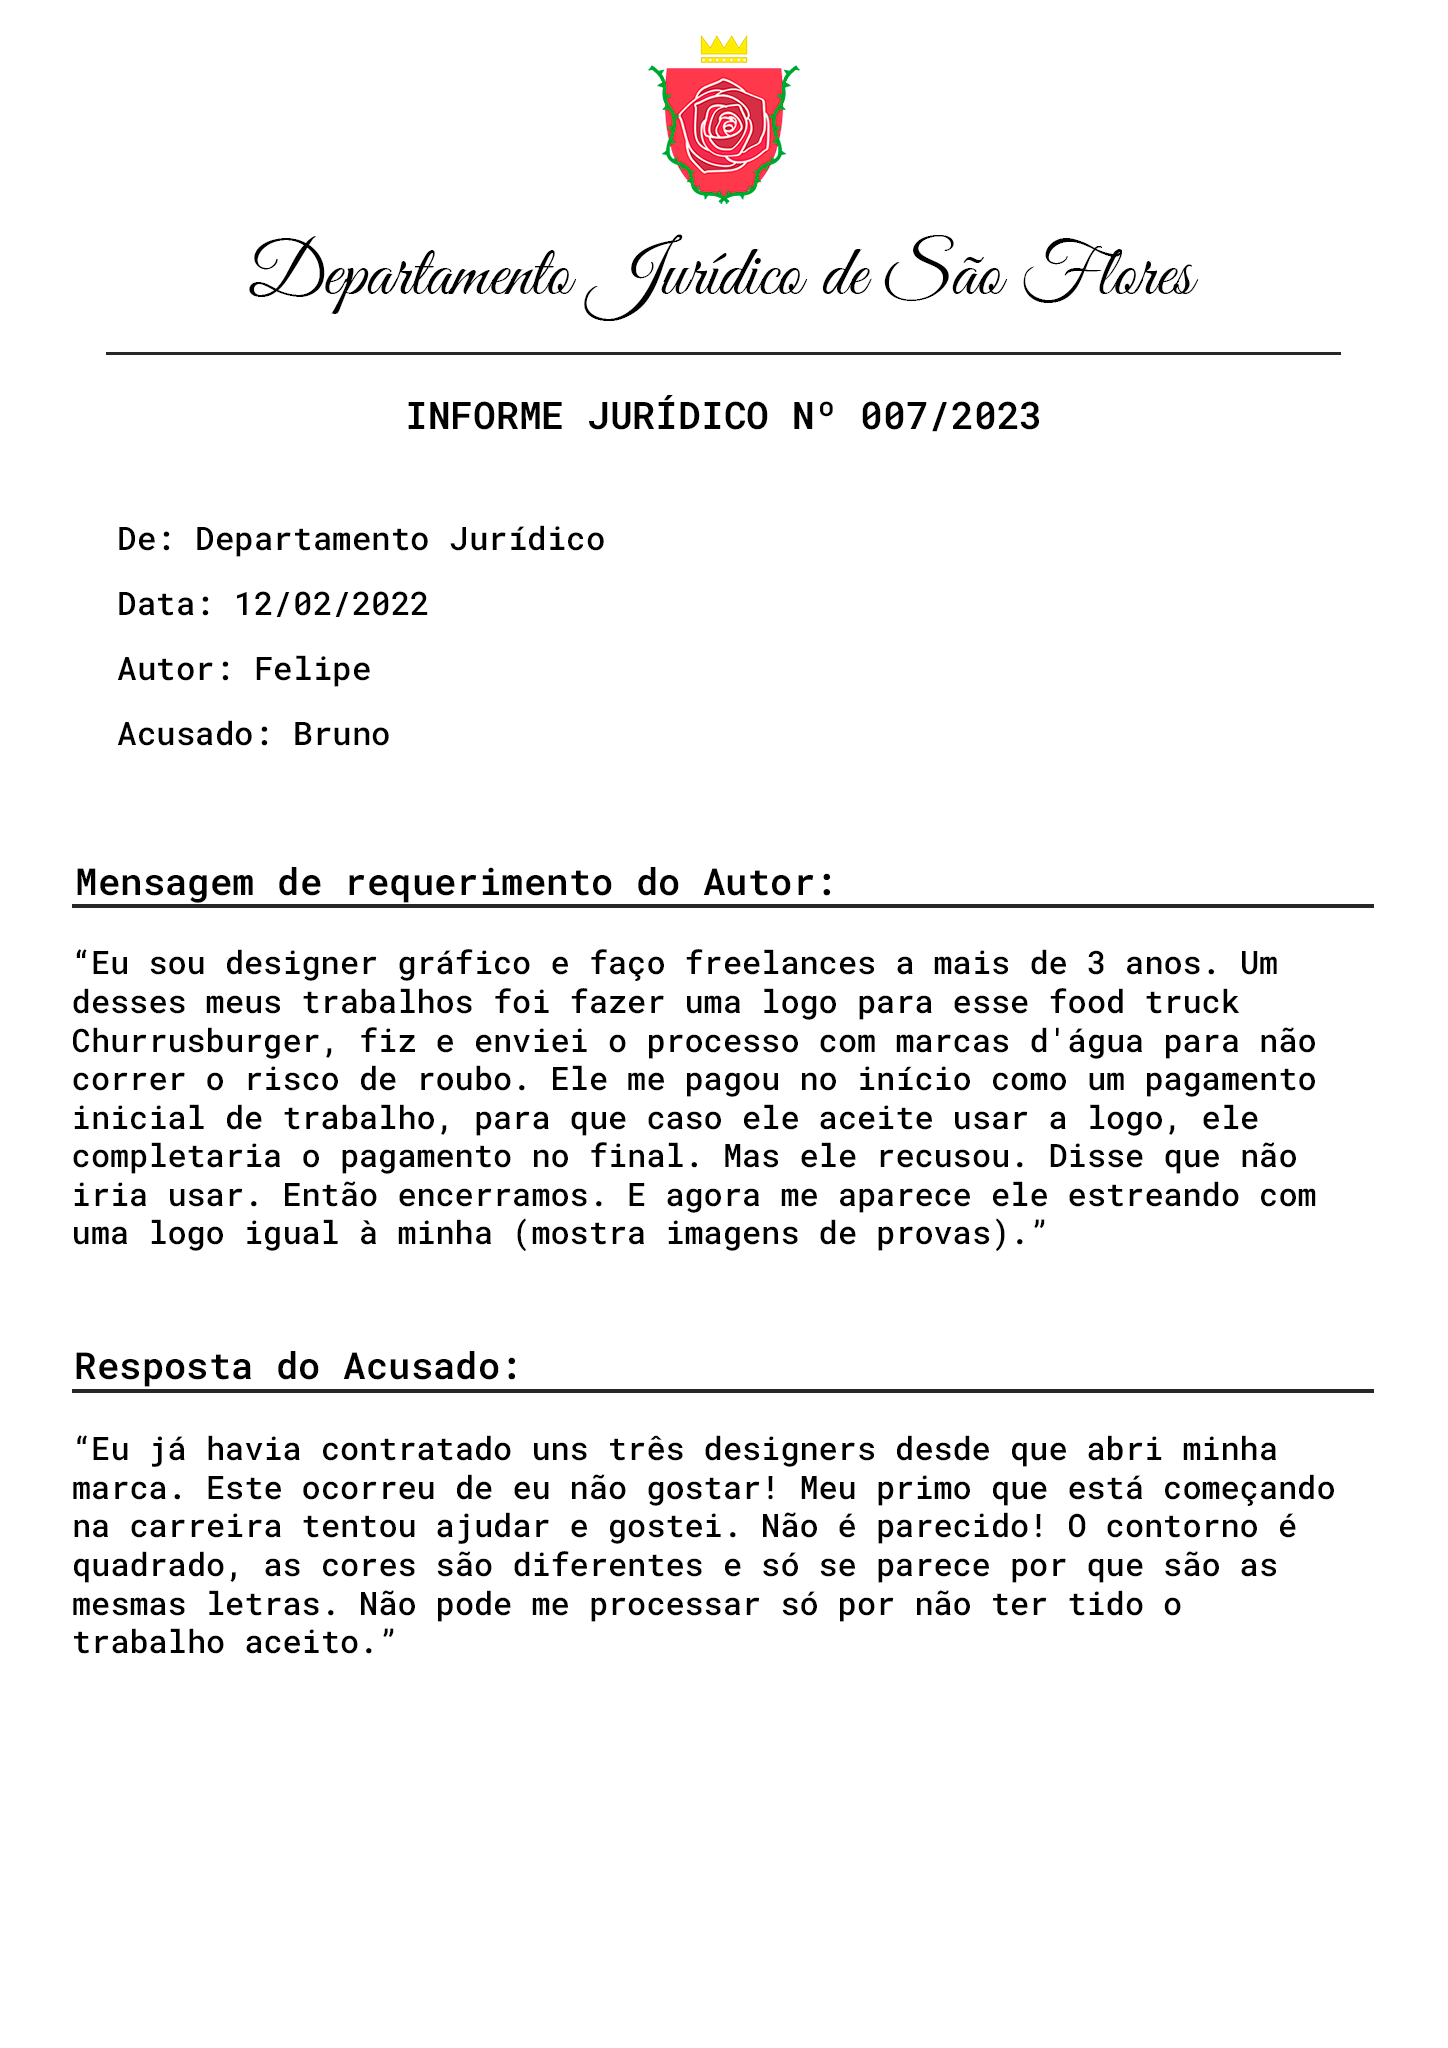 Departamento Jurídico de São Flores
INFORME JURÍDICO Nº 007/2023
De: Departamento Jurídico
Data: 12/02/2022
Autor: Felipe
Acusado: Bruno
Mensagem de requerimento do Autor:
“Eu sou designer gráfico e faço freelances a mais de 3 anos. Um
desses meus trabalhos foi fazer uma logo para esse food truck
Churrusburger, fiz e enviei o processo com marcas d'água para não
correr o risco de roubo. Ele me pagou no início como um pagamento
inicial de trabalho, para que caso ele aceite usar a logo, ele
completaria o pagamento no final. Mas ele recusou. Disse que não
iria usar. Então encerramos. E agora me aparece ele estreando com
uma logo igual à minha (mostra imagens de provas).”
Resposta do Acusado:
“Eu já havia contratado uns três designers desde que abri minha
marca. Este ocorreu de eu não gostar! Meu primo que está começando
na carreira tentou ajudar e gostei. Não é parecido! O contorno é
quadrado, as cores são diferentes e só se parece por que são as
mesmas letras. Não pode me processar só por não ter tido o
trabalho aceito.”